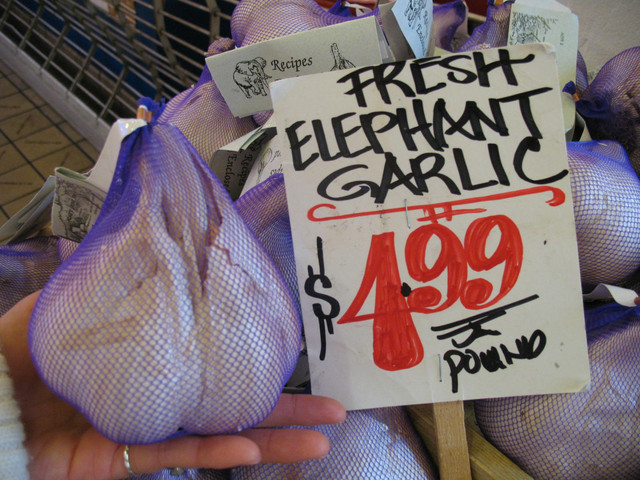 Recipes
FRESH
ELEPHANT
GARLIC
$4.99
POUND